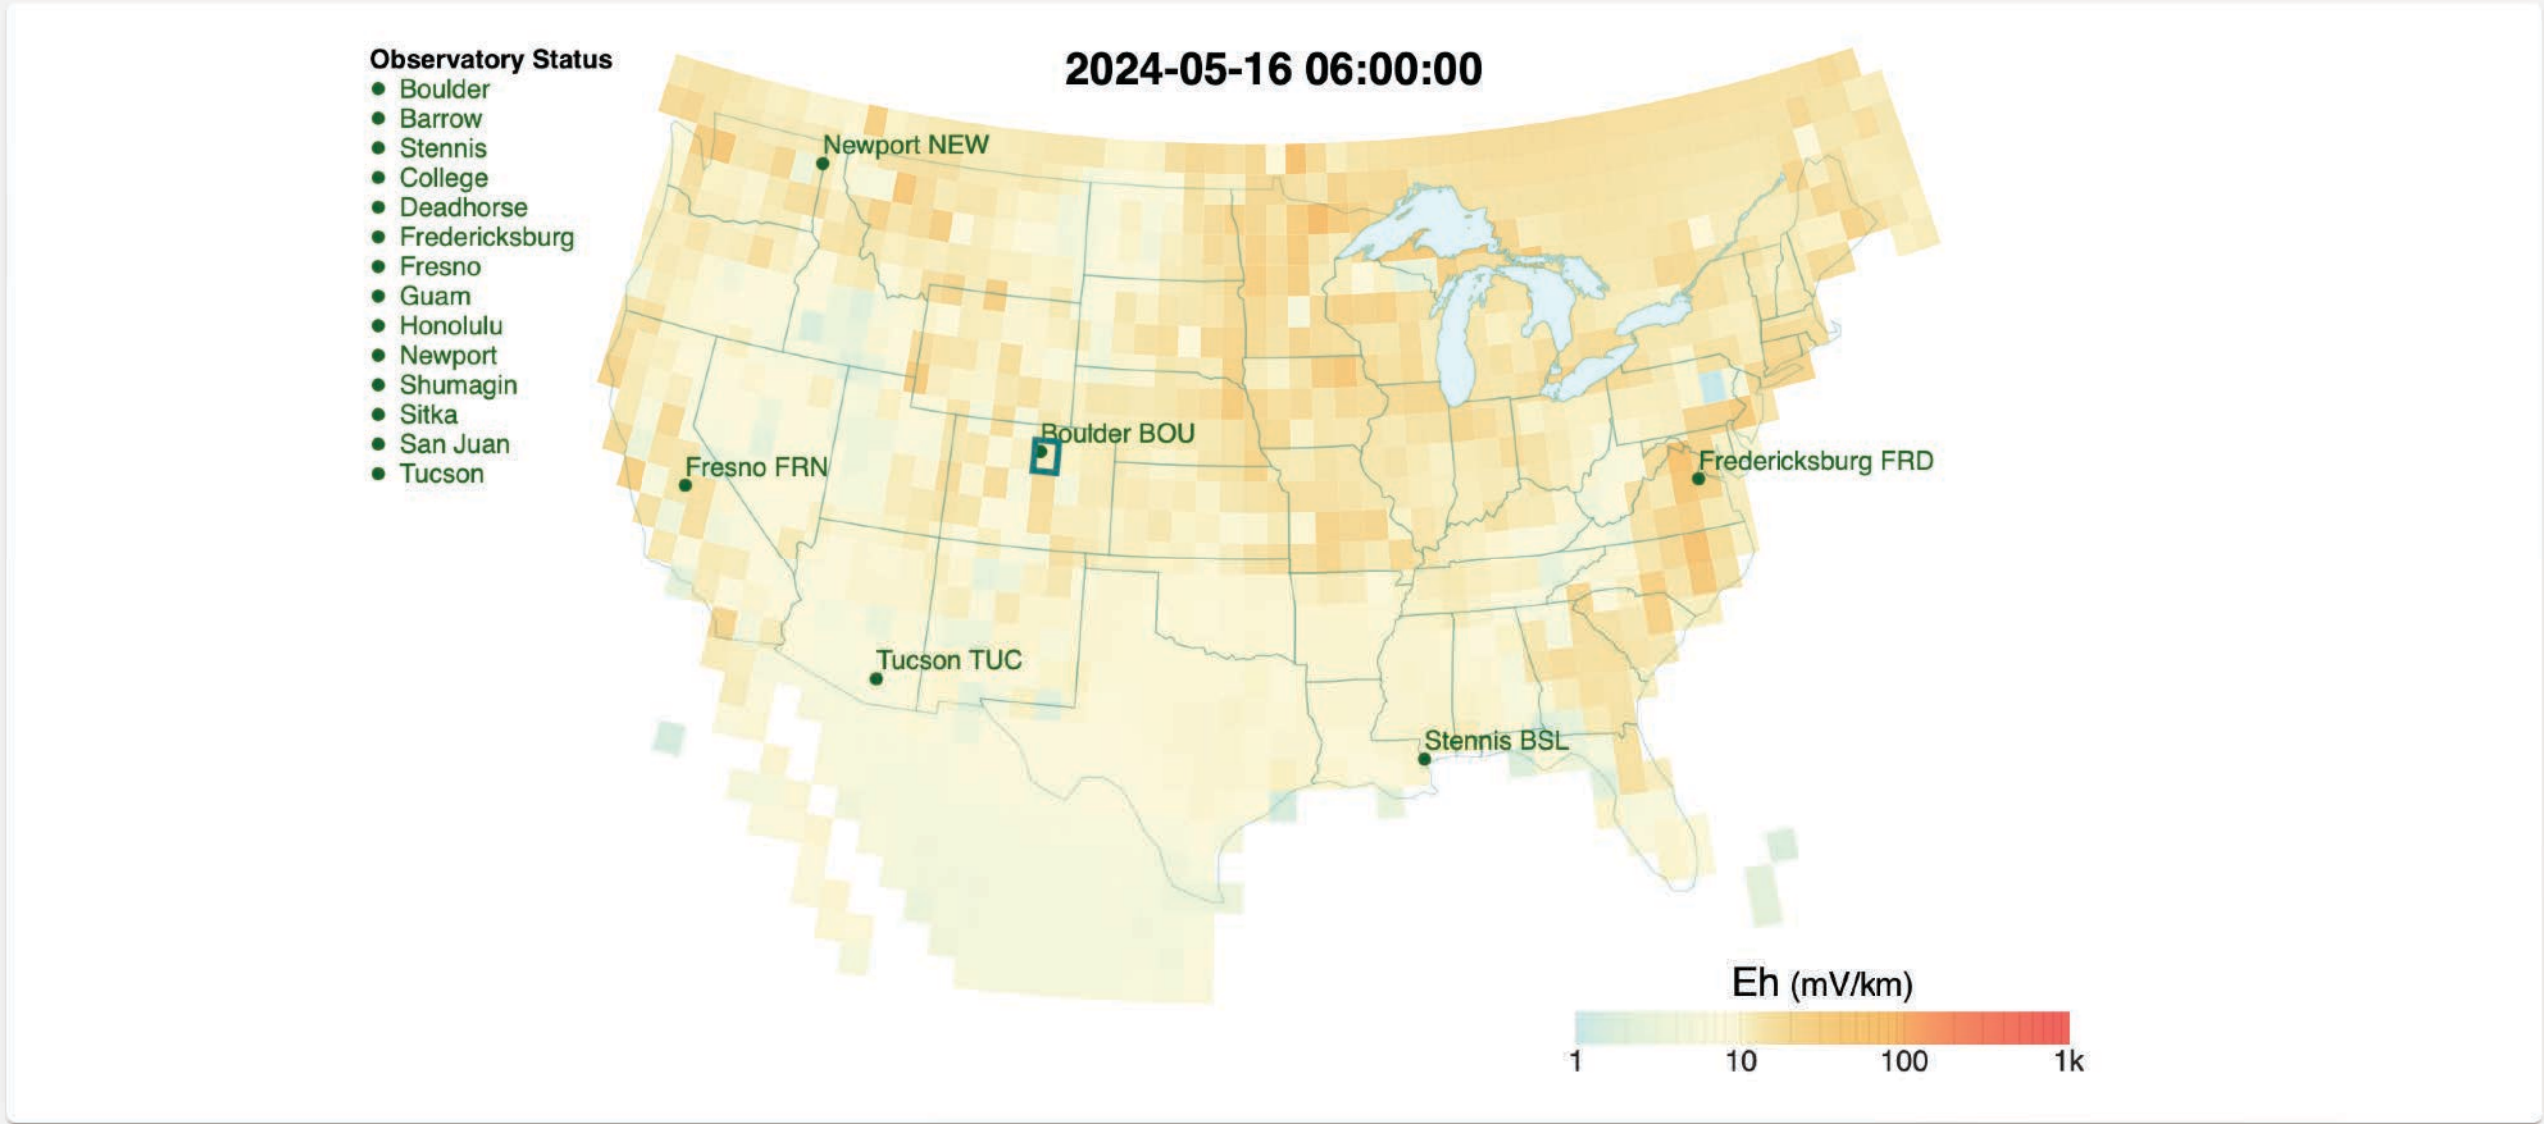 2024-05-16 06:00:00
Observatory Status
Boulder
Barrow
Stennis
College
Deadhorse
Fredericksburg
Fresno
Guam
Honolulu
Newport
Shumagin
Sitka
San Juan
Tucson
Newport NEW
Boulder BOU
Fresno FRN
Fredericksburg FRD
Tucson TUC
Stennis BSL
Eh (mV/km)
1 10 100 1k